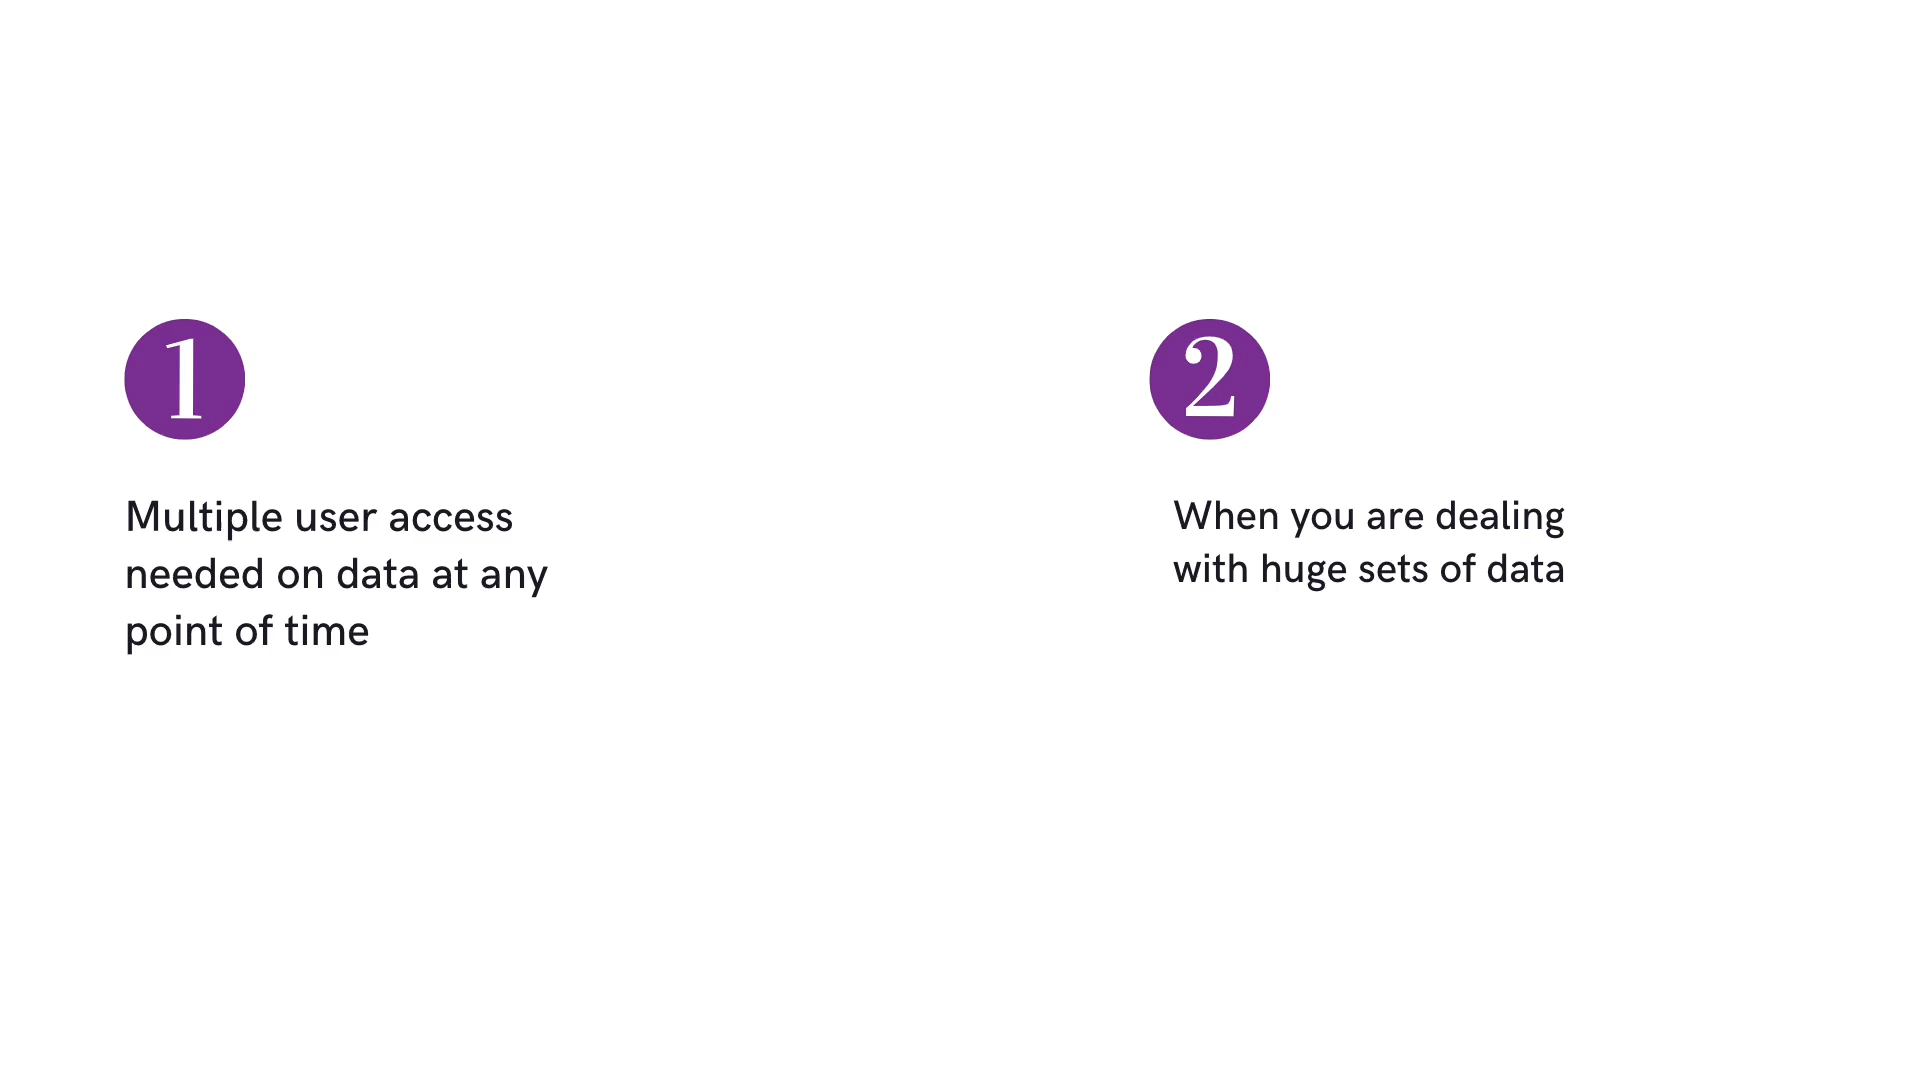 1
Multiple user access
needed on data at any
point of time
2
When you are dealing
with huge sets of data